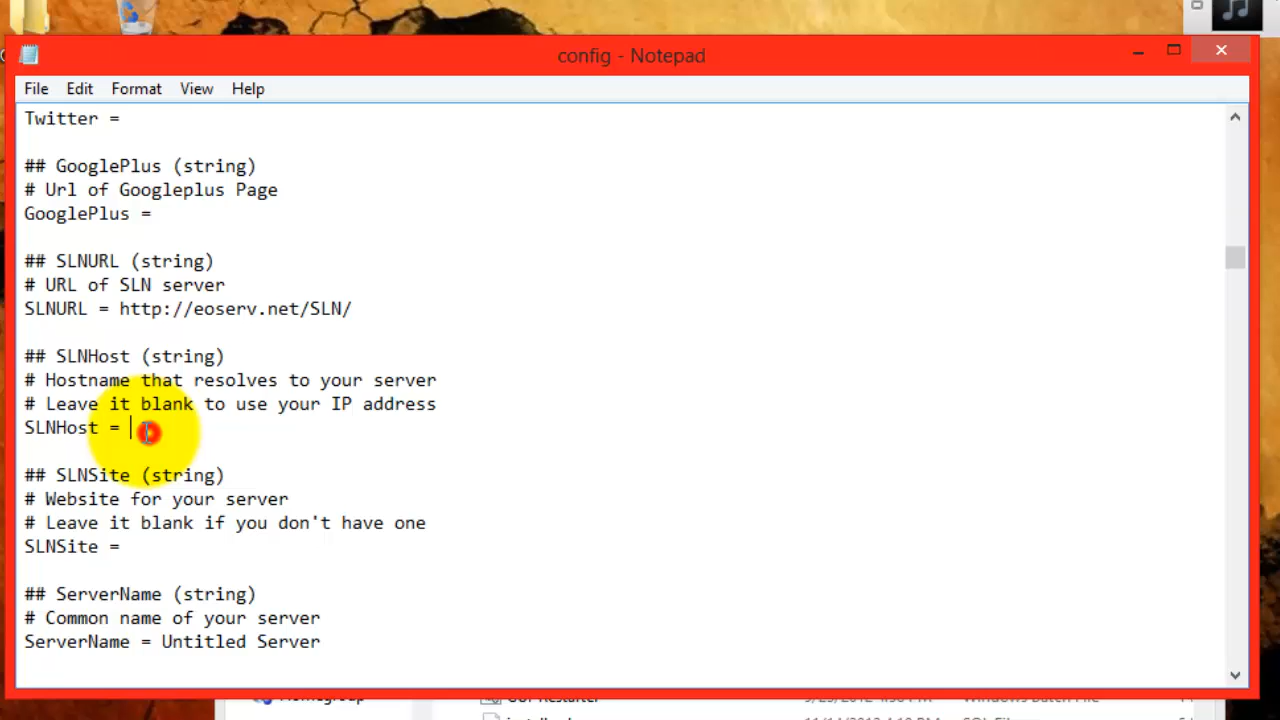 config - Notepad
File Edit Format View Help
Twitter =
## GooglePlus (string)
# Url of Googleplus Page
GooglePlus =
## SLNURL (string)
# URL of SLN server
SLNURL = http://eoserv.net/SLN/
## SLNHost (string)
# Hostname that resolves to your server
# Leave it blank to use your IP address
SLNHost =
## SLNSite (string)
# Website for your server
# Leave it blank if you don't have one
SLNSite =
## ServerName (string)
# Common name of your server
ServerName = Untitled Server